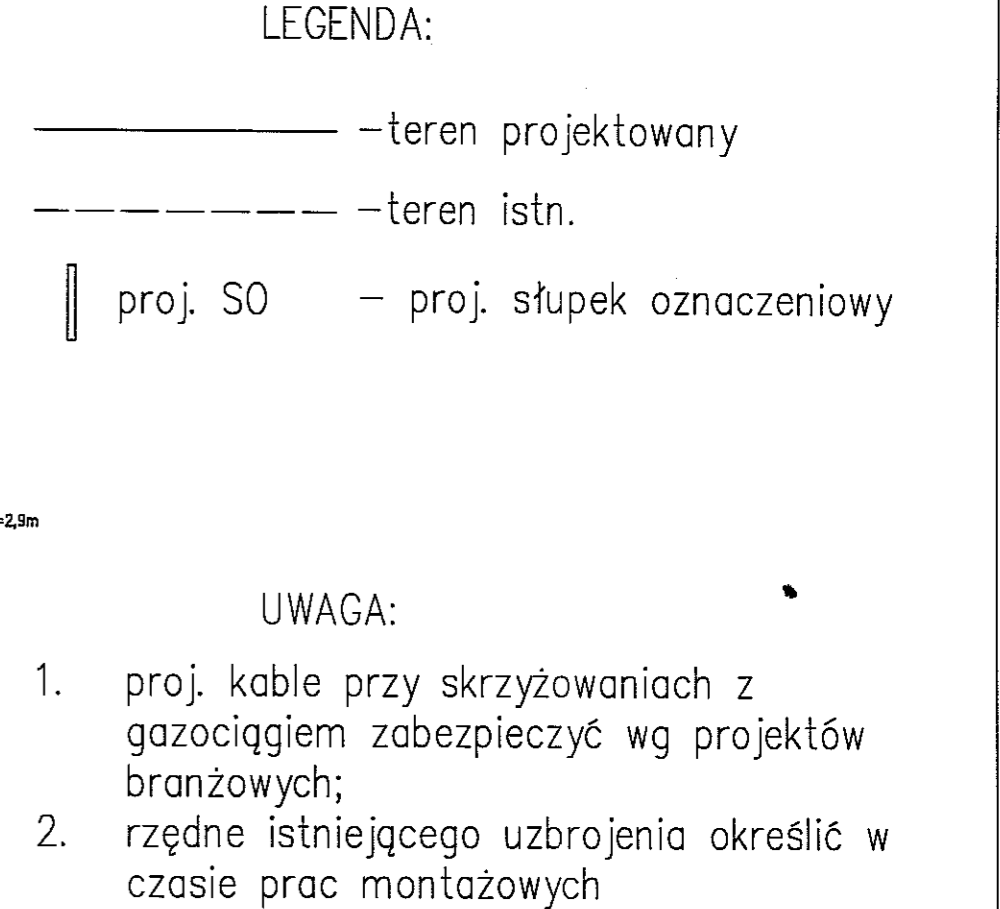 LEGENDA:
–teren projektowany
–teren istn.
proj. SO – proj. słupek oznaczeniowy
=2,9m
UWAGA:
1. proj. kable przy skrzyżowaniach z
gazociągiem zabezpieczyć wg projektów
branżowych;
2. rzędne istniejącego uzbrojenia określić w
czasie prac montażowych